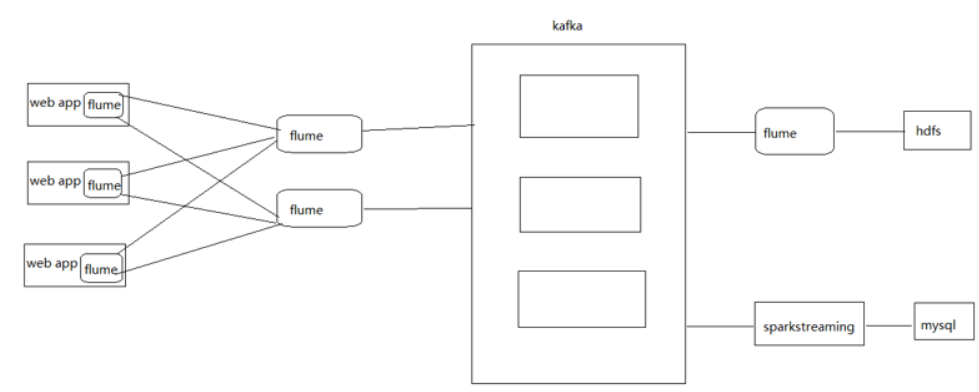 kafka
web app flume
flume
flume
hdfs
web app flume
flume
web app flume
sparkstreaming
mysql